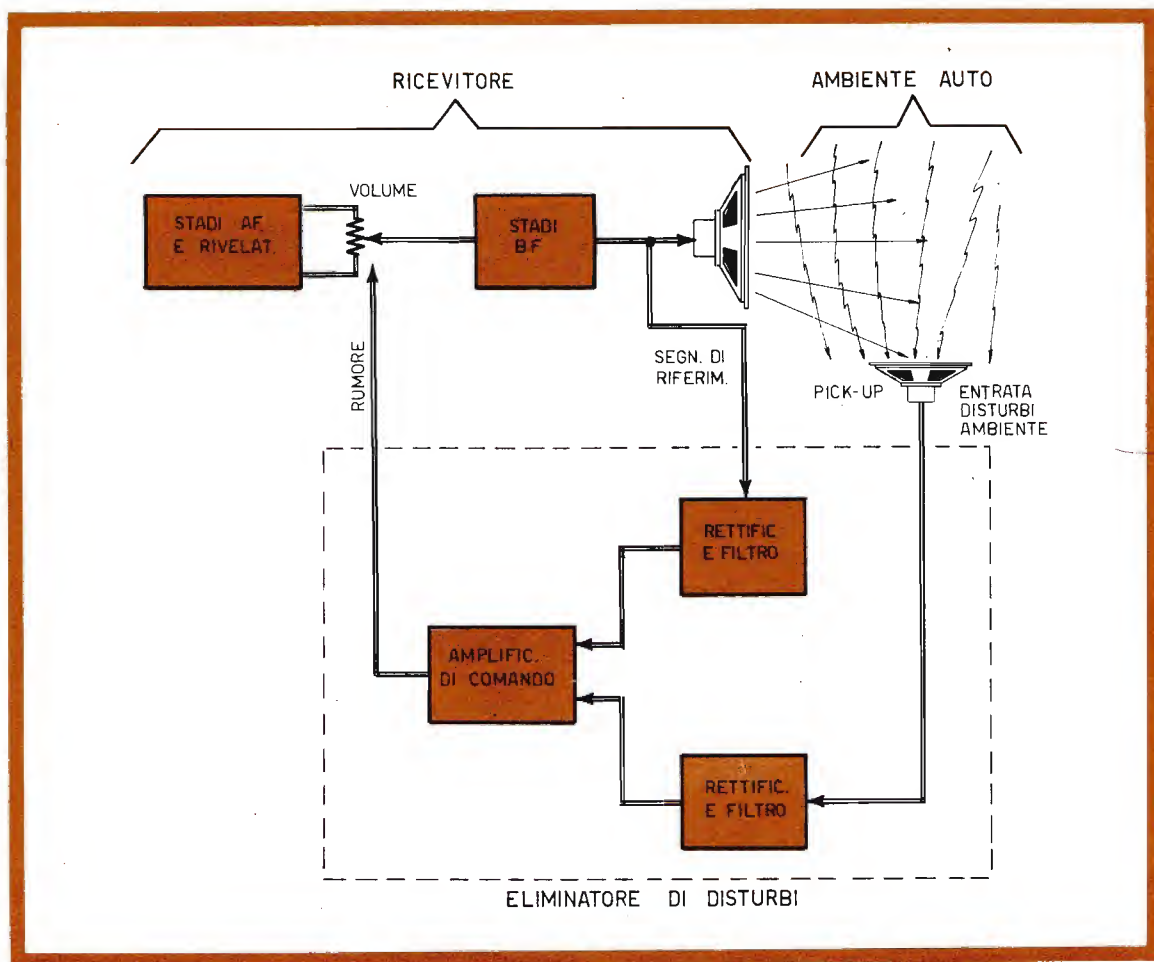 RICEVITORE
AMBIENTE AUTO
VOLUME
STADI AF.
E RIVELAT.
STADI
B.F
SEGN. DI
RIFERIM.
RUMORE
PICK-UP
ENTRATA
DISTURBI
AMBIENTE
RETTIFIC
E FILTRO
AMPLIFIC.
DI COMANDO
RETTIFIC.
E FILTRO
ELIMINATORE DI DISTURBI